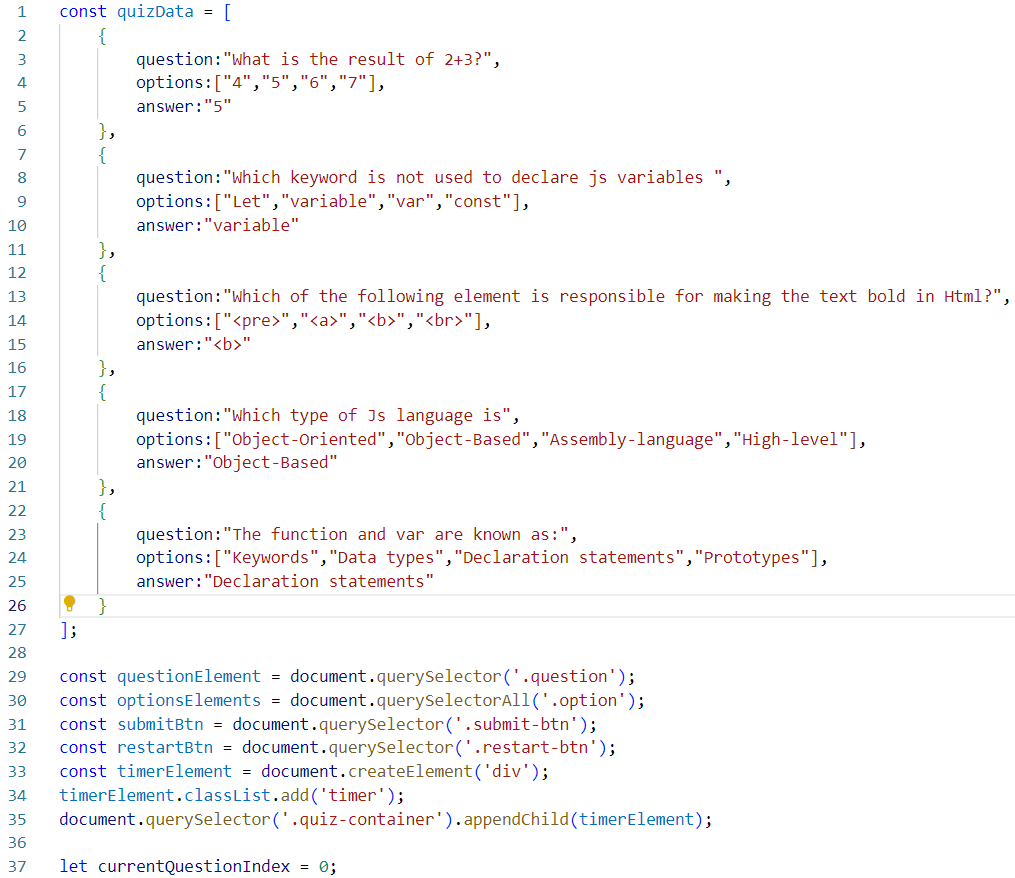 1 const quizData = [
2 {
3 question:"What is the result of 2+3?",
4 options:["4","5","6","7"],
5 answer:"5"
6 },
7 {
8 question:"Which keyword is not used to declare js variables ",
9 options:["Let","variable","var","const"],
10 answer:"variable"
11 },
12 {
13 question:"Which of the following element is responsible for making the text bold in Html?",
14 options:["<pre>","<a>","<b>","<br>"],
15 answer:"<b>"
16 },
17 {
18 question:"Which type of Js language is",
19 options:["Object-Oriented","Object-Based","Assembly-language","High-level"],
20 answer:"Object-Based"
21 },
22 {
23 question:"The function and var are known as:",
24 options:["Keywords","Data types","Declaration statements","Prototypes"],
25 answer:"Declaration statements"
26 }
27 ];
28
29 const questionElement = document.querySelector('.question');
30 const optionsElements = document.querySelectorAll('.option');
31 const submitBtn = document.querySelector('.submit-btn');
32 const restartBtn = document.querySelector('.restart-btn');
33 const timerElement = document.createElement('div');
34 timerElement.classList.add('timer');
35 document.querySelector('.quiz-container').appendChild(timerElement);
36
37 let currentQuestionIndex = 0;